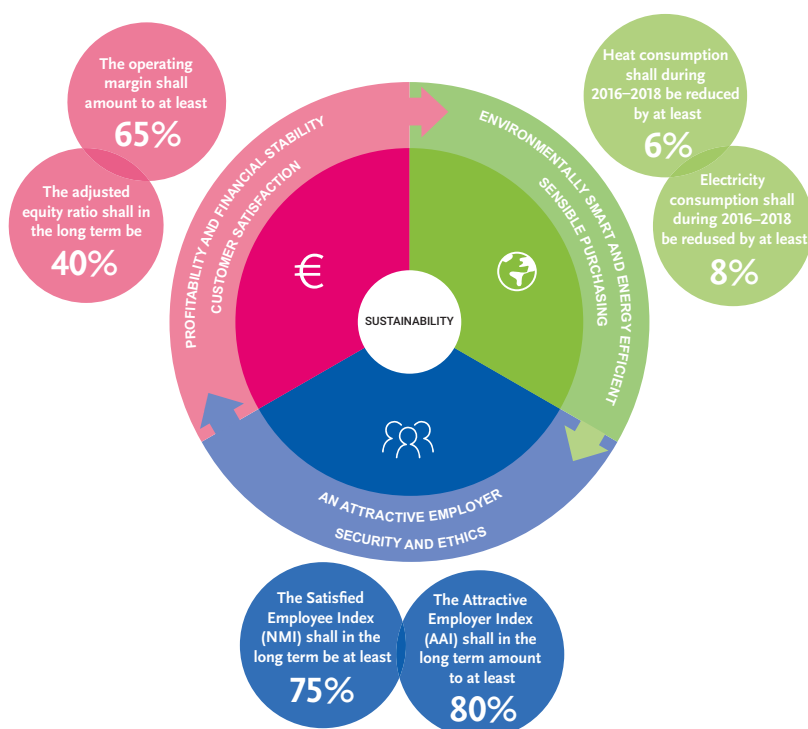 The operating
margin shall
amount to at least
65%
The adjusted
equity ratio shall in
the long term be
40%
Heat consumption
shall during
2016–2018 be reduced
by at least
6%
Electricity
consumption shall
during 2016–2018
be redused by at least
8%
PROFITABILITY AND FINANCIAL STABILITY
CUSTOMER SATISFACTION
ENVIRONMENTALLY SMART AND ENERGY EFFICIENT
SENSIBLE PURCHASING
€
SUSTAINABILITY
AN ATTRACTIVE EMPLOYER
SECURITY AND ETHICS
The Satisfied
Employee Index
(NMI) shall in the
long term be at least
75%
The Attractive
Employer Index
(AAI) shall in the
long term amount
to at least
80%